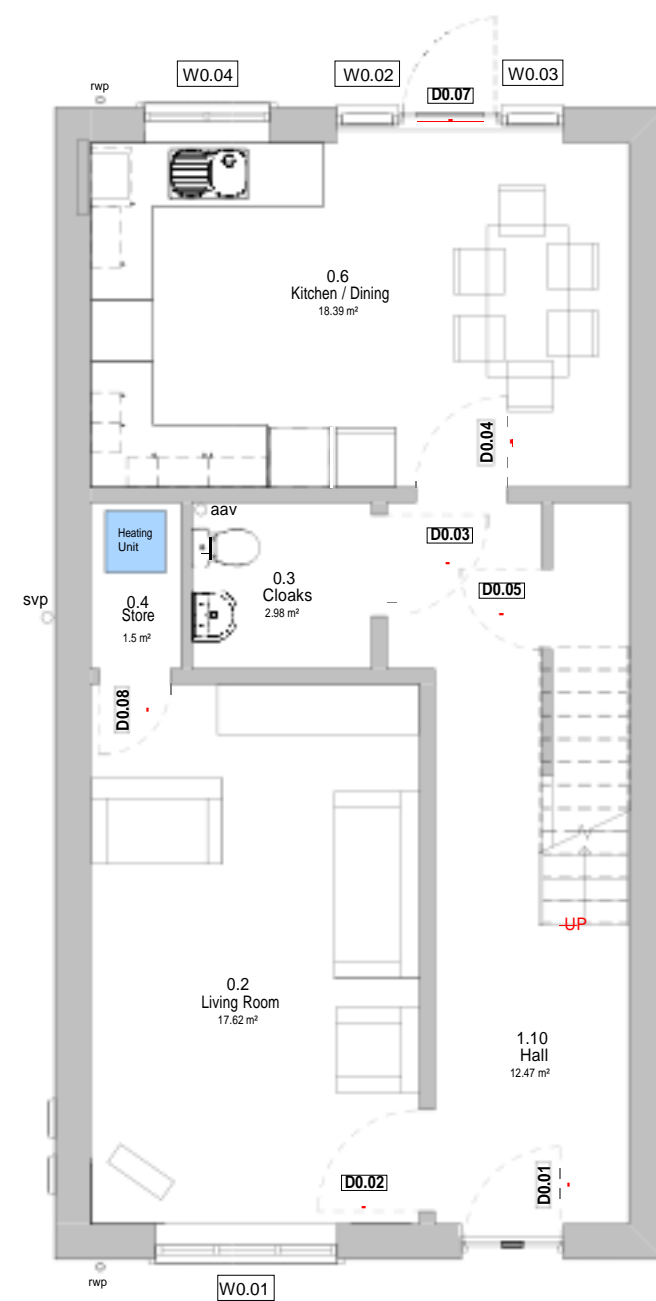 W0.04
W0.02
W0.03
rwp
D0.07
0.6
Kitchen / Dining
18.39 m²
D0.04
aav
Heating
Unit
D0.03
0.3
Cloaks
2.98 m²
D0.05
svp
0.4
Store
1.5 m²
D0.08
UP
0.2
Living Room
17.62 m²
1.10
Hall
12.47 m²
D0.02
D0.01
rwp
W0.01